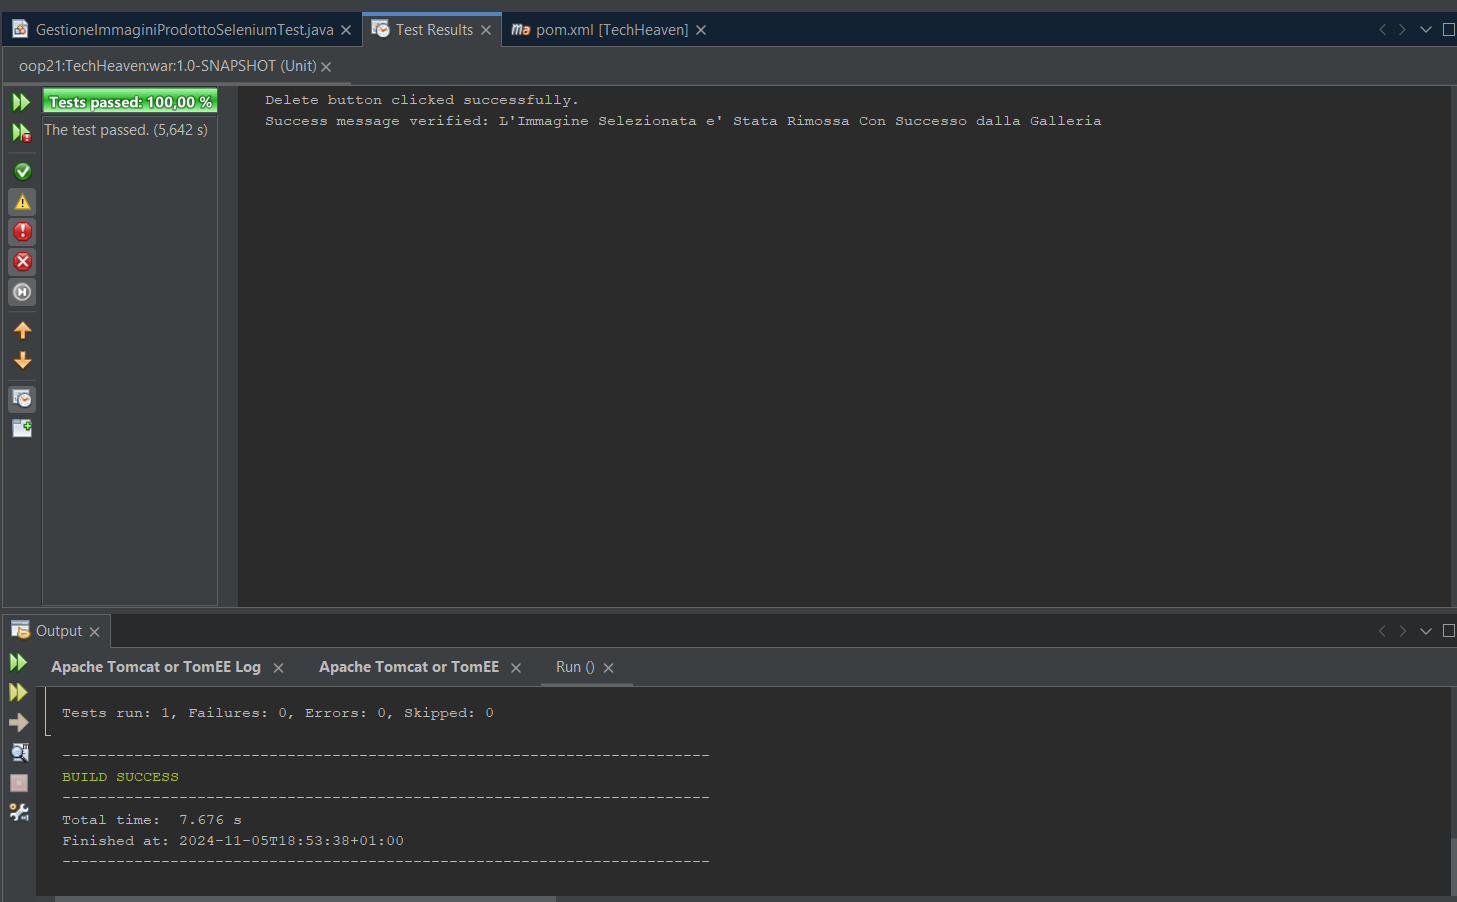 GestioneImmaginiProdottoSeleniumTest.java
Test Results
ma pom.xml [TechHeaven]
oop21:TechHeaven:war:1.0-SNAPSHOT (Unit)
Tests passed: 100,00 %
The test passed. (5,642 s)
Delete button clicked successfully.
Success message verified: L'Immagine Selezionata e' Stata Rimossa Con Successo dalla Galleria
Output
Apache Tomcat or TomEE Log
Apache Tomcat or TomEE
Run ()
Tests run: 1, Failures: 0, Errors: 0, Skipped: 0
------------------------------------------------------------------------
BUILD SUCCESS
------------------------------------------------------------------------
Total time:  7.676 s
Finished at: 2024-11-05T18:53:38+01:00
------------------------------------------------------------------------